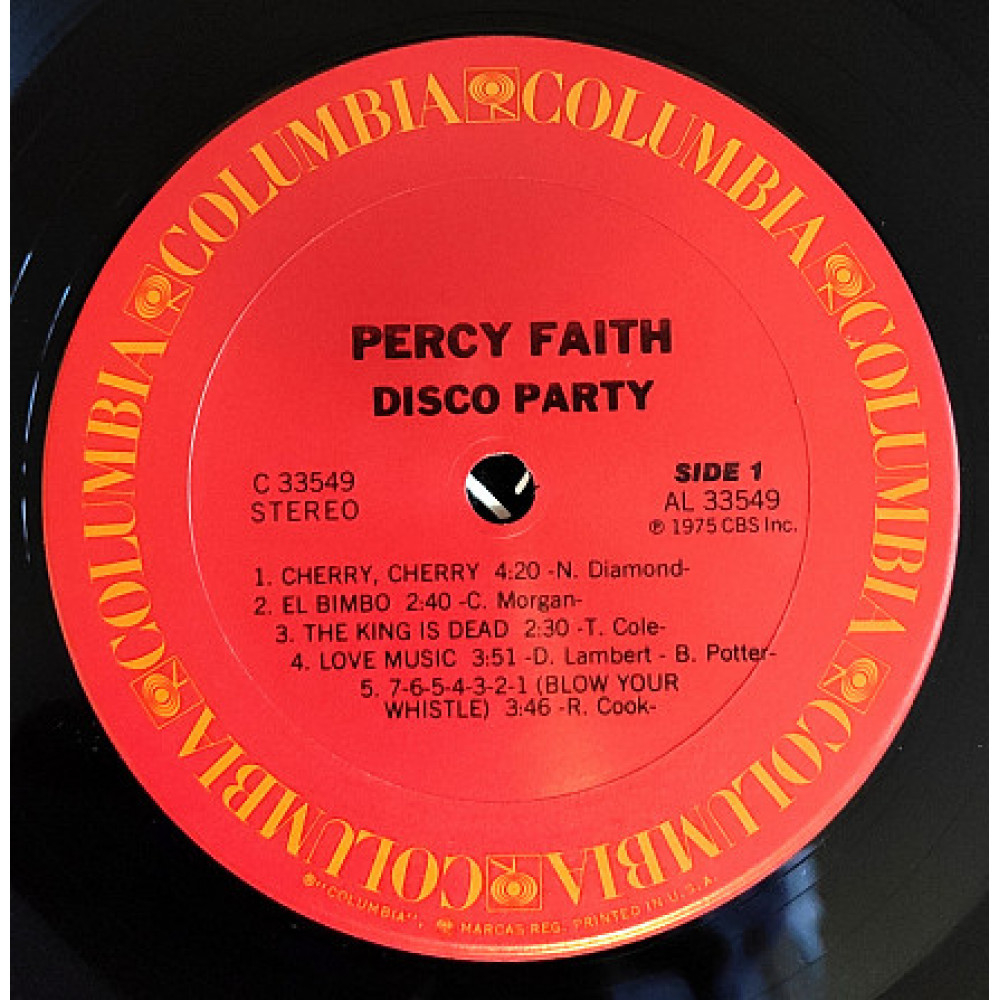 COLUMBIA COLUMBIA COLUMBIA COLUMBIA COLUMBIA COLUMBIA
PERCY FAITH
DISCO PARTY
C 33549
STEREO
SIDE 1
AL 33549
℗ 1975 CBS Inc.
1. CHERRY, CHERRY 4:20 -N. Diamond-
2. EL BIMBO 2:40 -C. Morgan-
3. THE KING IS DEAD 2:30 -T. Cole-
4. LOVE MUSIC 3:51 -D. Lambert - B. Potter-
5. 7-6-5-4-3-2-1 (BLOW YOUR
WHISTLE) 3:46 -R. Cook-
®"COLUMBIA", MARCAS REG. PRINTED IN U.S.A.